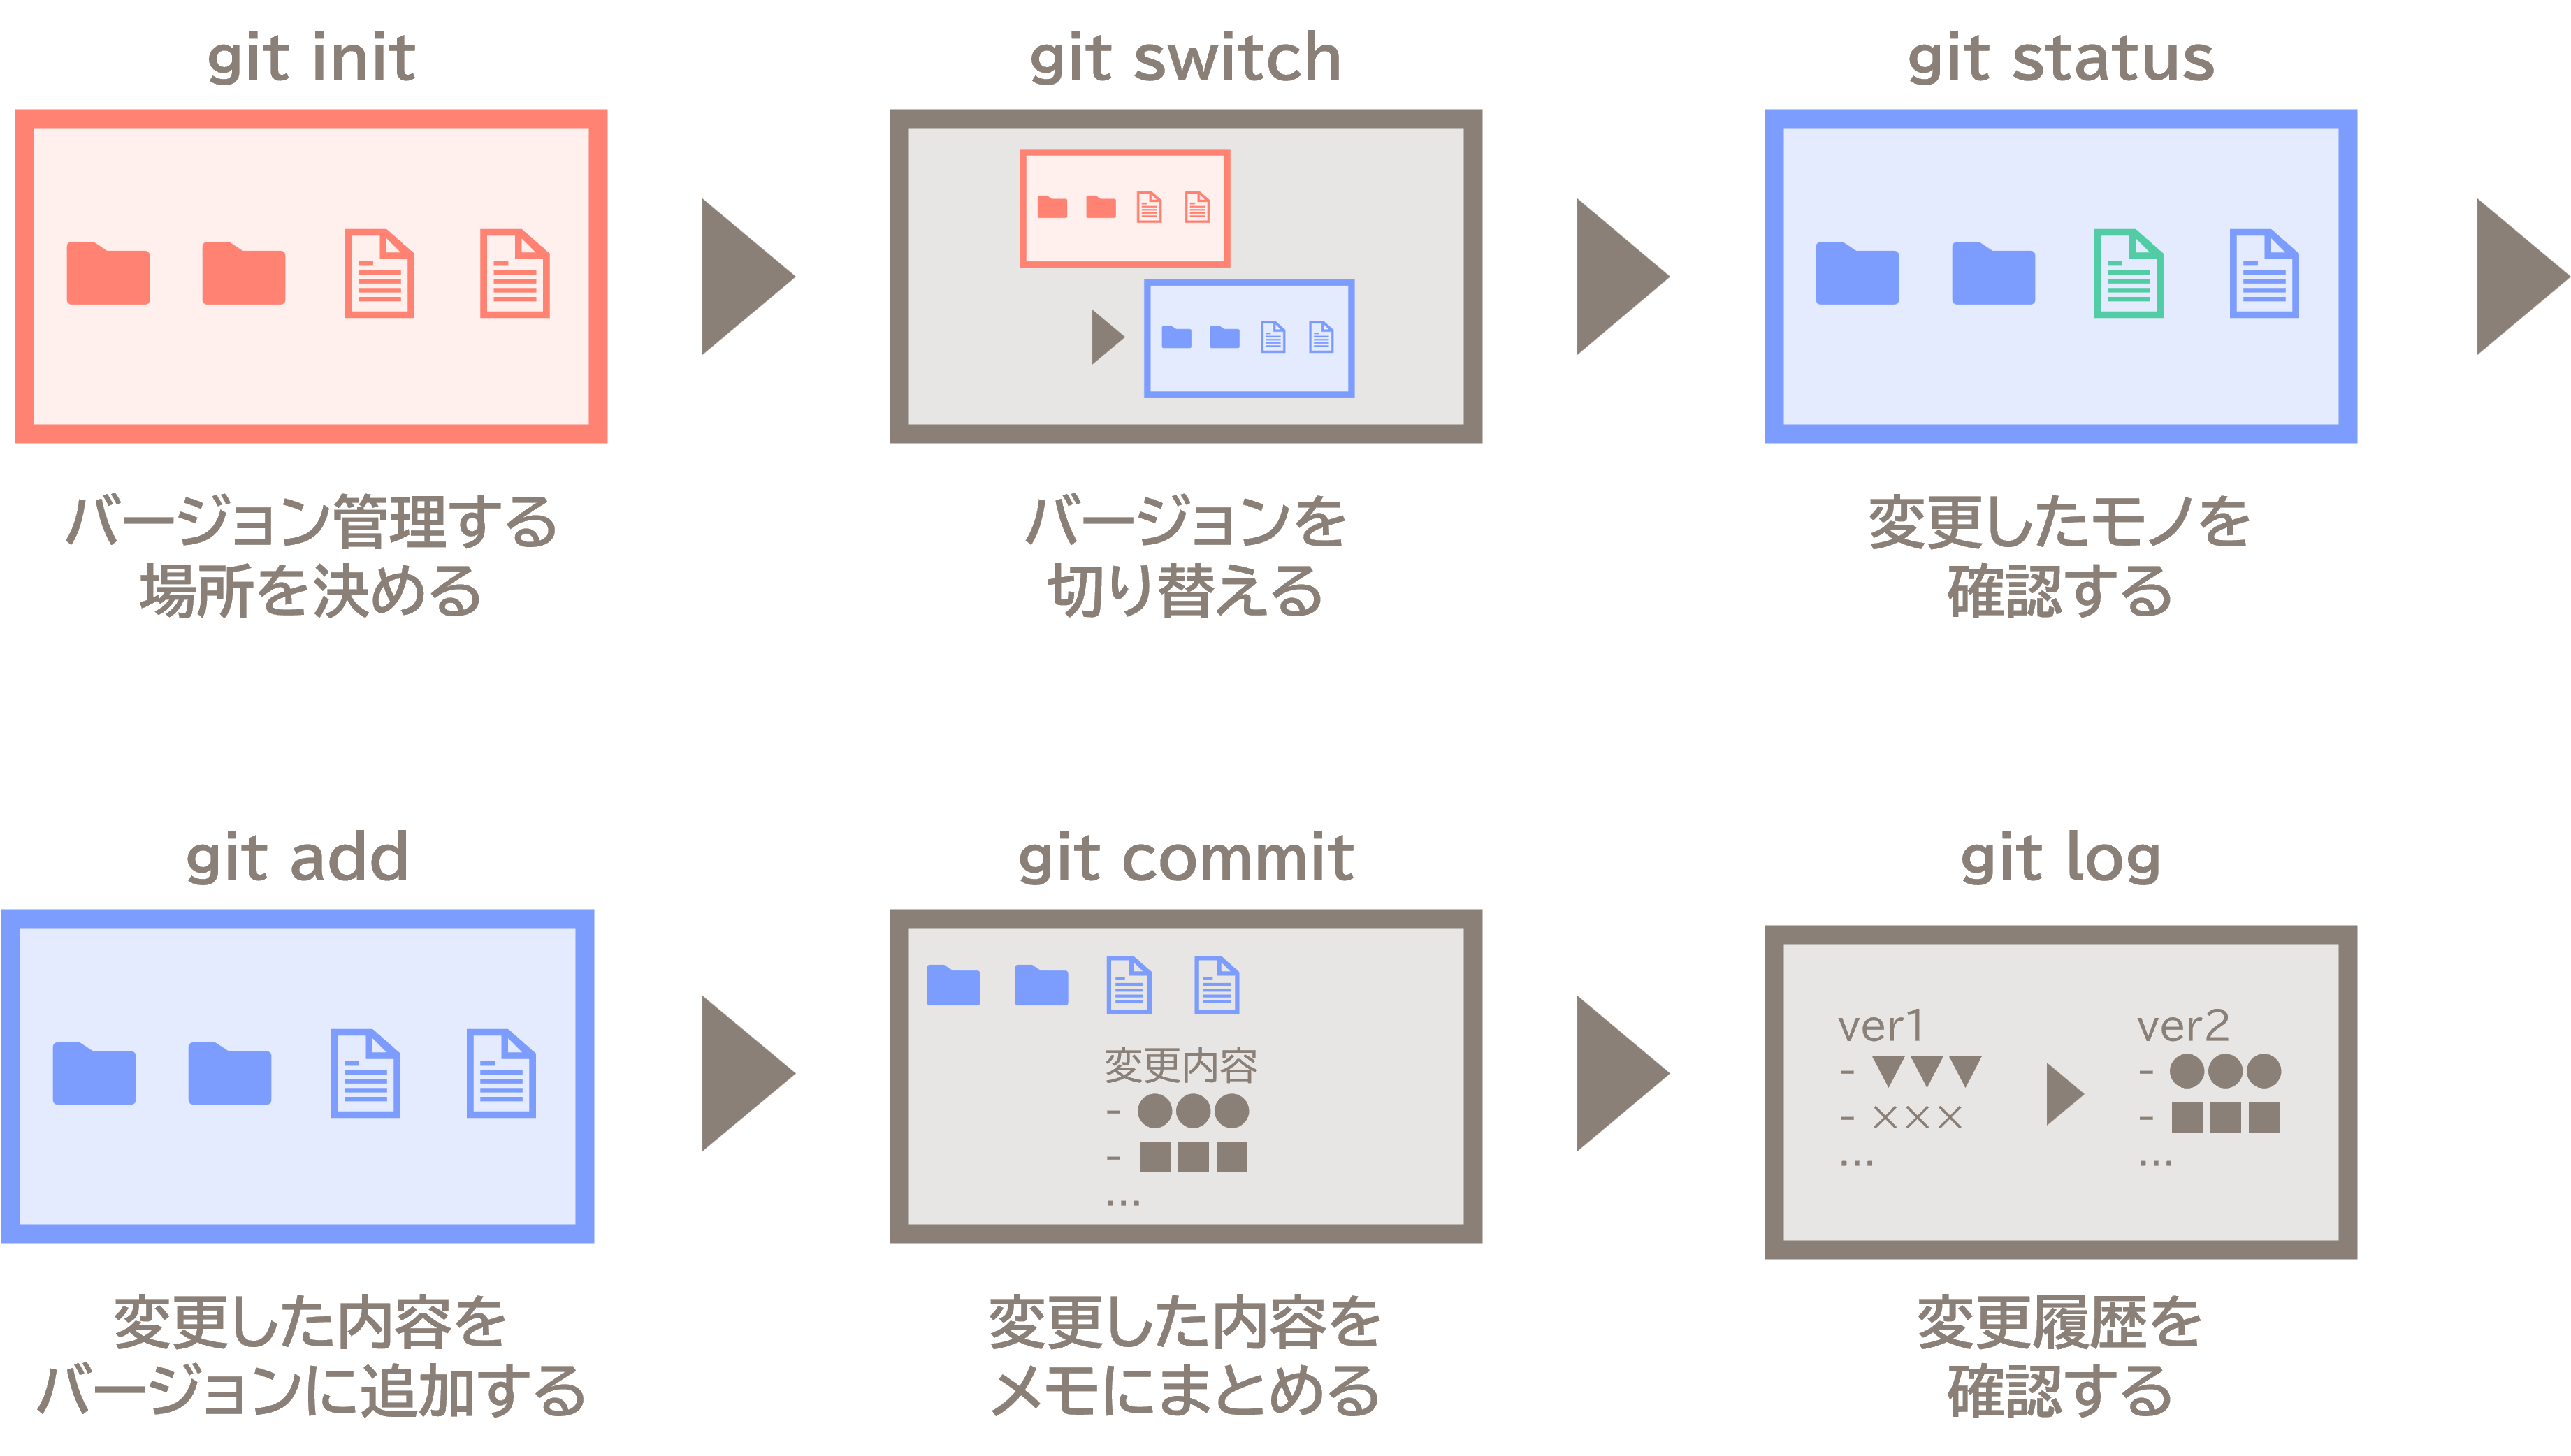 git init
バージョン管理する
場所を決める
git switch
バージョンを
切り替える
git status
変更したモノを
確認する
git add
変更した内容を
バージョンに追加する
git commit
変更内容
- ●●●
- ■■■
...
変更した内容を
メモにまとめる
git log
ver1
- ▼▼▼
- ×××
...
ver2
- ●●●
- ■■■
...
変更履歴を
確認する